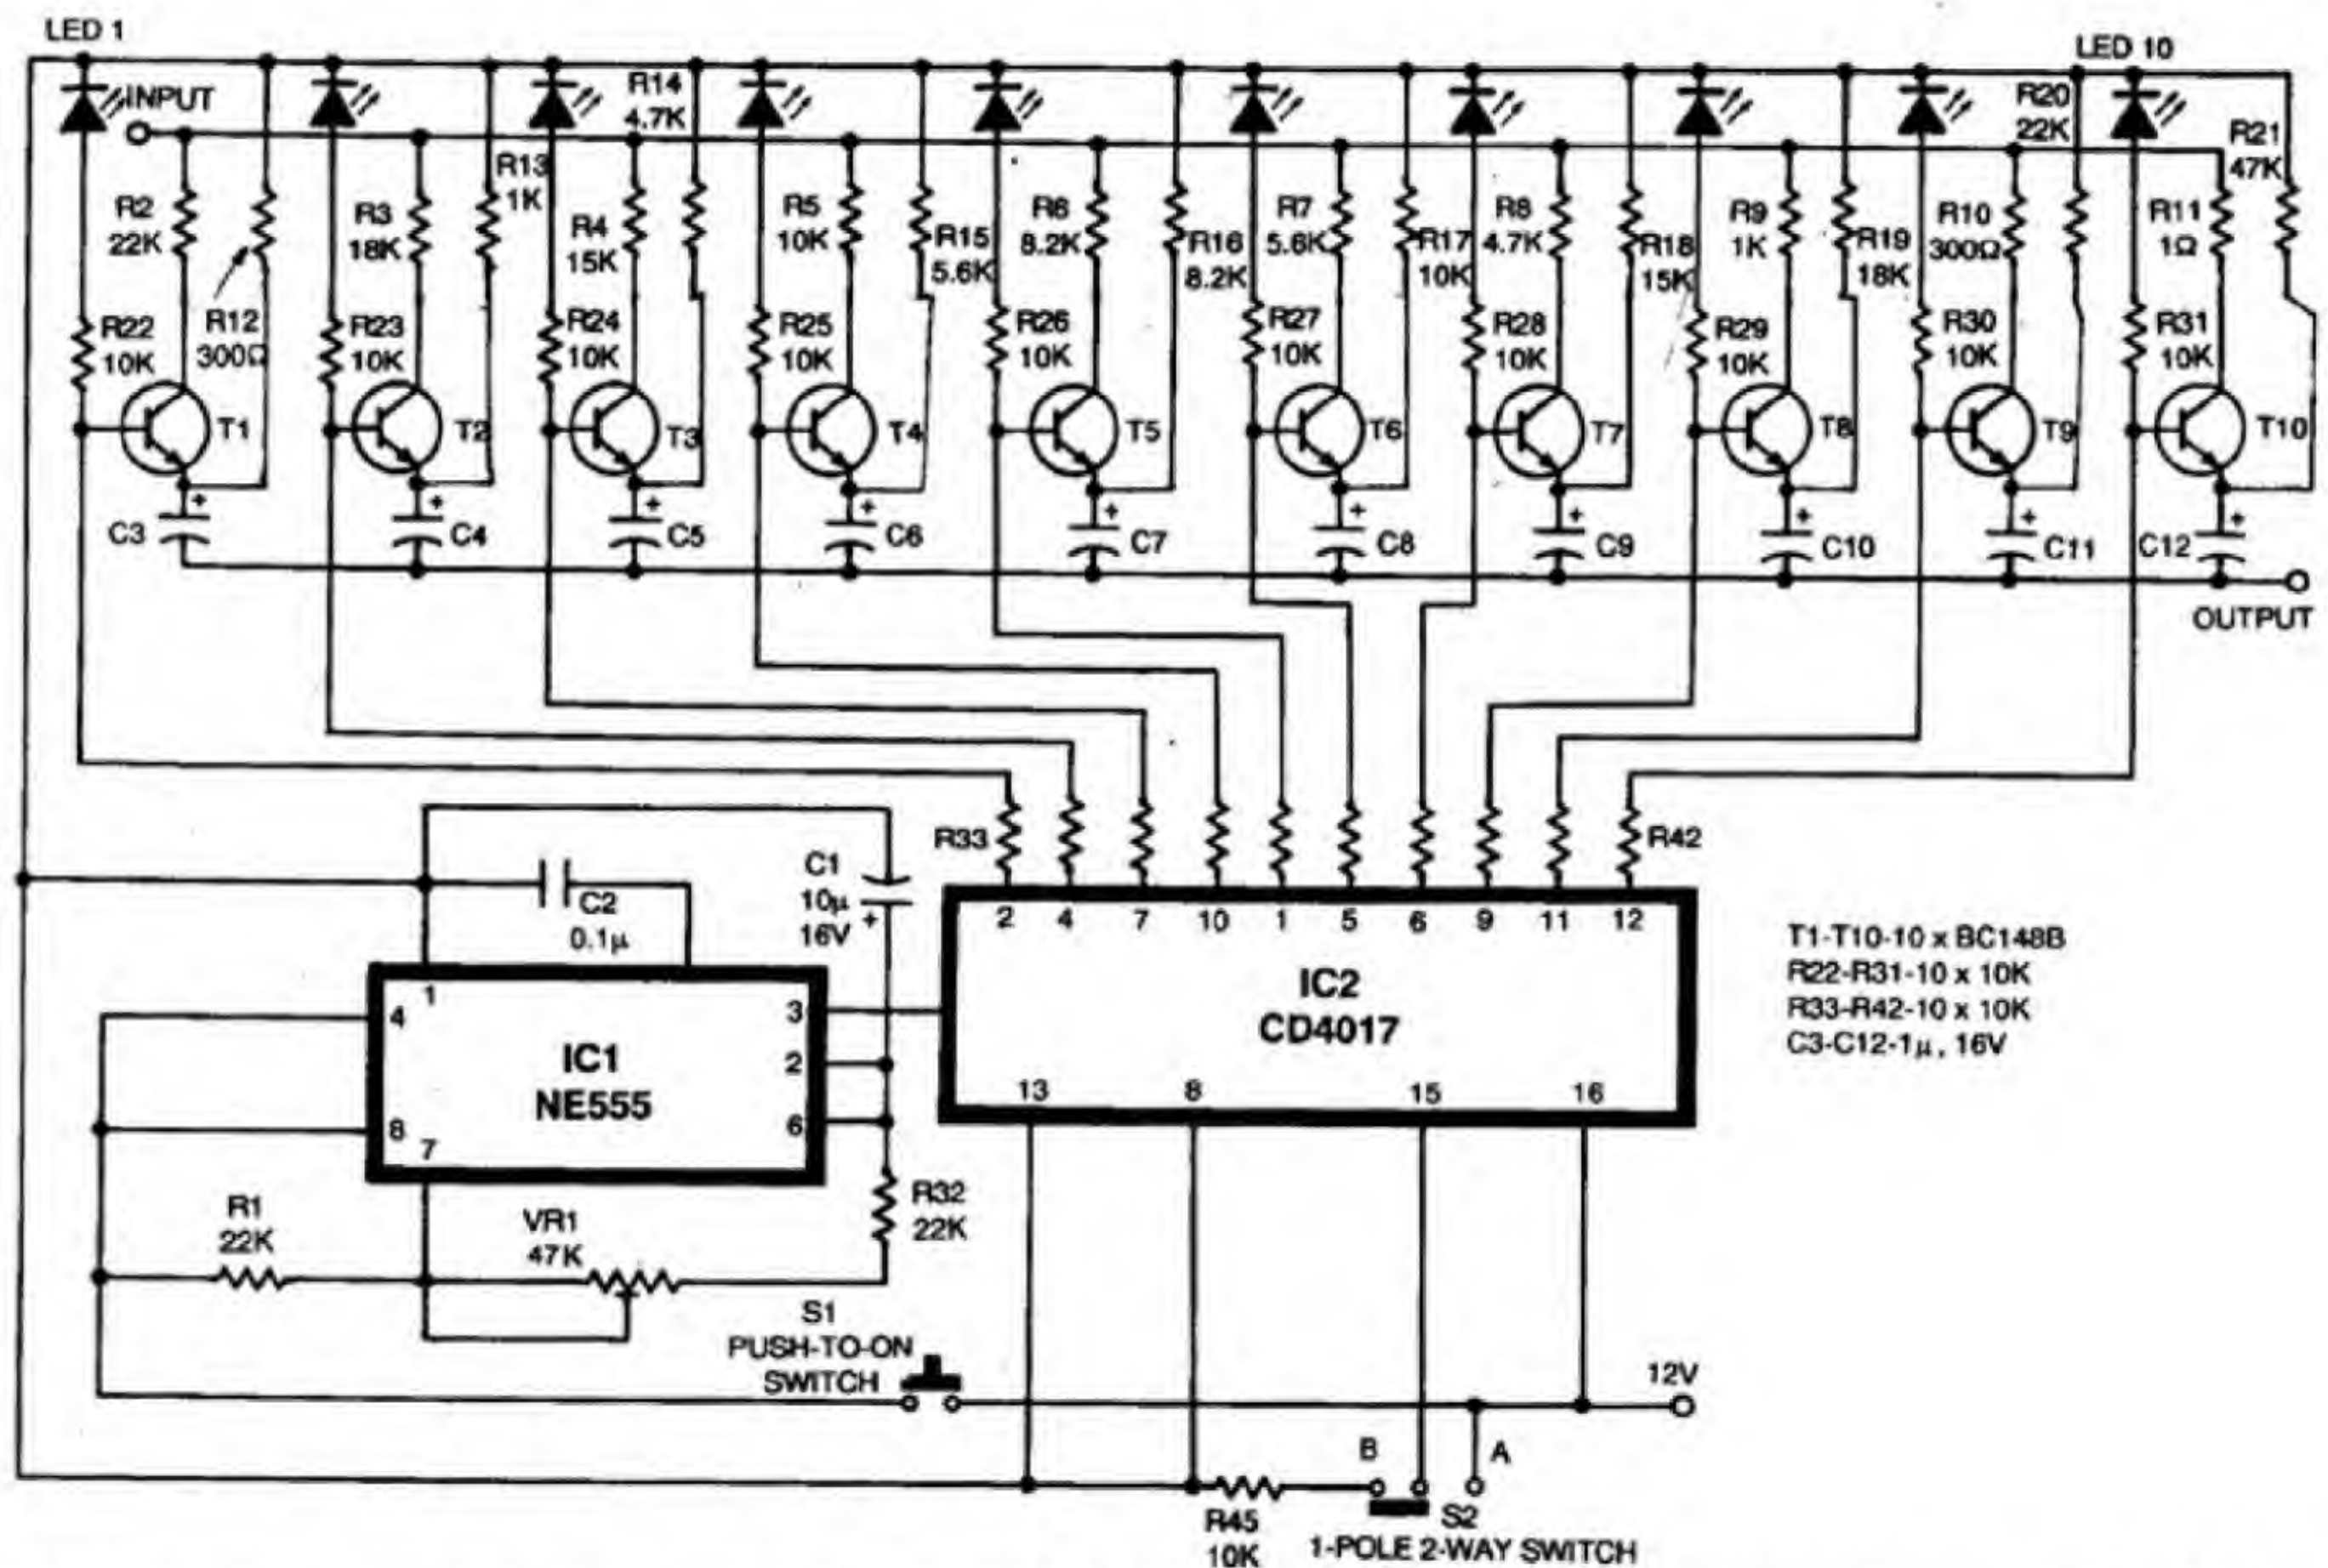 LED 1
LED 10
INPUT
R14
4.7K
R20
22K
R21
47K
R13
1K
R2
22K
R3
18K
R4
15K
R5
10K
R15
5.6K
R6
8.2K
R16
8.2K
R7
5.6K
R17
10K
R8
4.7K
R18
15K
R9
1K
R19
18K
R10
300Ω
R11
1Ω
R22
10K
R12
300Ω
R23
10K
R24
10K
R25
10K
R26
10K
R27
10K
R28
10K
R29
10K
R30
10K
R31
10K
T1
T2
T3
T4
T5
T6
T7
T8
T9
T10
+
+
+
+
+
+
+
+
+
+
C3
C4
C5
C6
C7
C8
C9
C10
C11
C12
OUTPUT
R33
R42
C1
10µ
16V
+
C2
0.1µ
2
4
7
10
1
5
6
9
11
12
IC2
CD4017
13
8
15
16
T1-T10-10 x BC148B
R22-R31-10 x 10K
R33-R42-10 x 10K
C3-C12-1µ, 16V
1
4
3
2
8
6
7
IC1
NE555
R1
22K
VR1
47K
R32
22K
S1
PUSH-TO-ON
SWITCH
12V
B
A
R45
10K
S2
1-POLE 2-WAY SWITCH